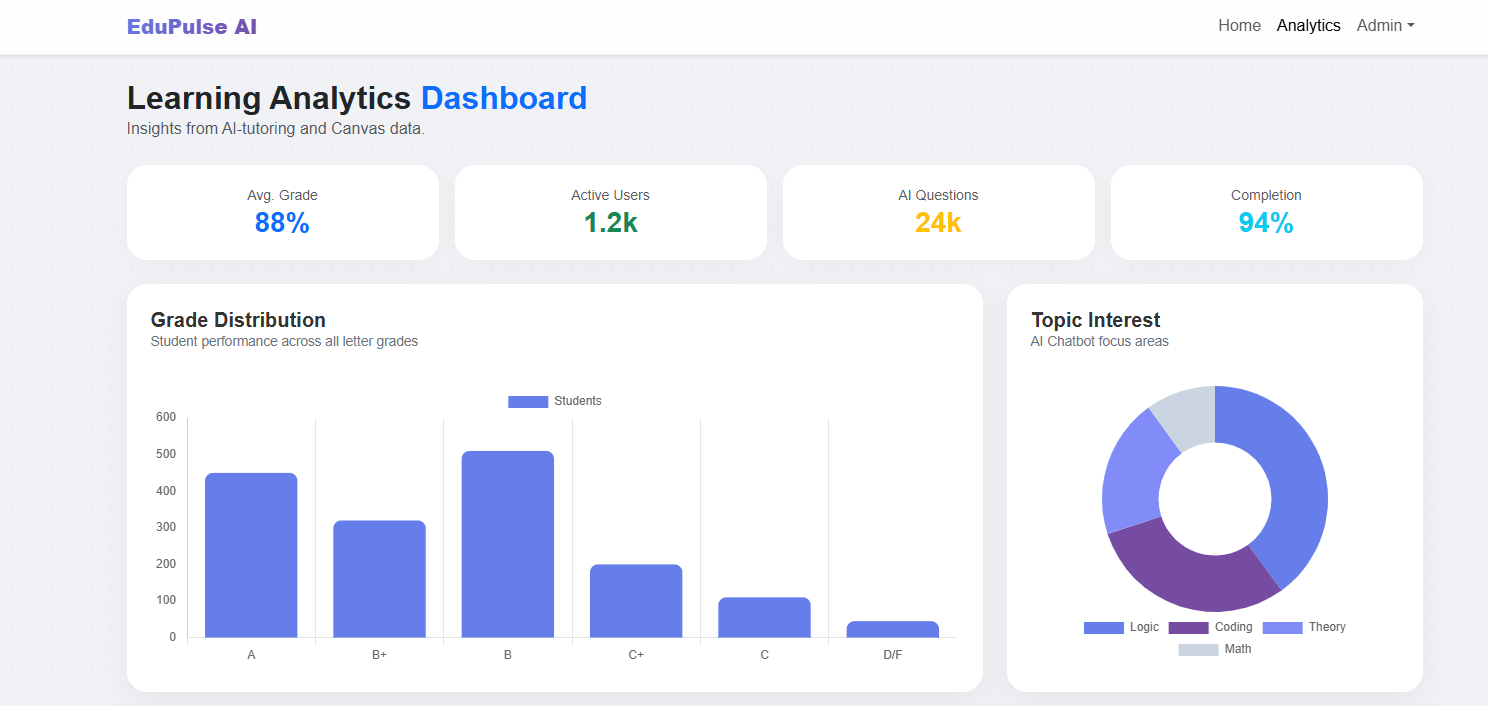 EduPulse AI
Home Analytics Admin
Learning Analytics Dashboard
Insights from AI-tutoring and Canvas data.
Avg. Grade
88%
Active Users
1.2k
AI Questions
24k
Completion
94%
Grade Distribution
Student performance across all letter grades
Students
600
500
400
300
200
100
0
A B+ B C+ C D/F
Topic Interest
AI Chatbot focus areas
Logic Coding Theory
Math